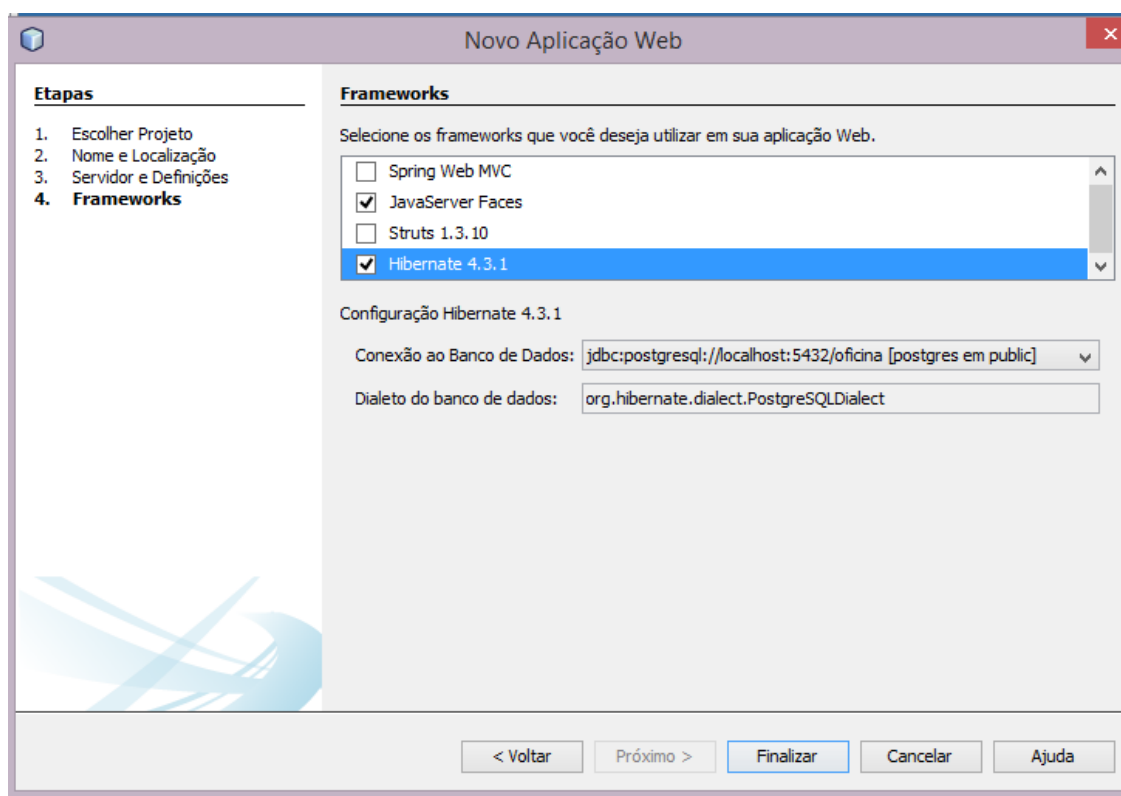 Novo Aplicação Web
Etapas
1. Escolher Projeto
2. Nome e Localização
3. Servidor e Definições
4. Frameworks
Frameworks
Selecione os frameworks que você deseja utilizar em sua aplicação Web.
Spring Web MVC
JavaServer Faces
Struts 1.3.10
Hibernate 4.3.1
Configuração Hibernate 4.3.1
Conexão ao Banco de Dados: jdbc:postgresql://localhost:5432/oficina [postgres em public]
Dialeto do banco de dados: org.hibernate.dialect.PostgreSQLDialect
< Voltar Próximo > Finalizar Cancelar Ajuda